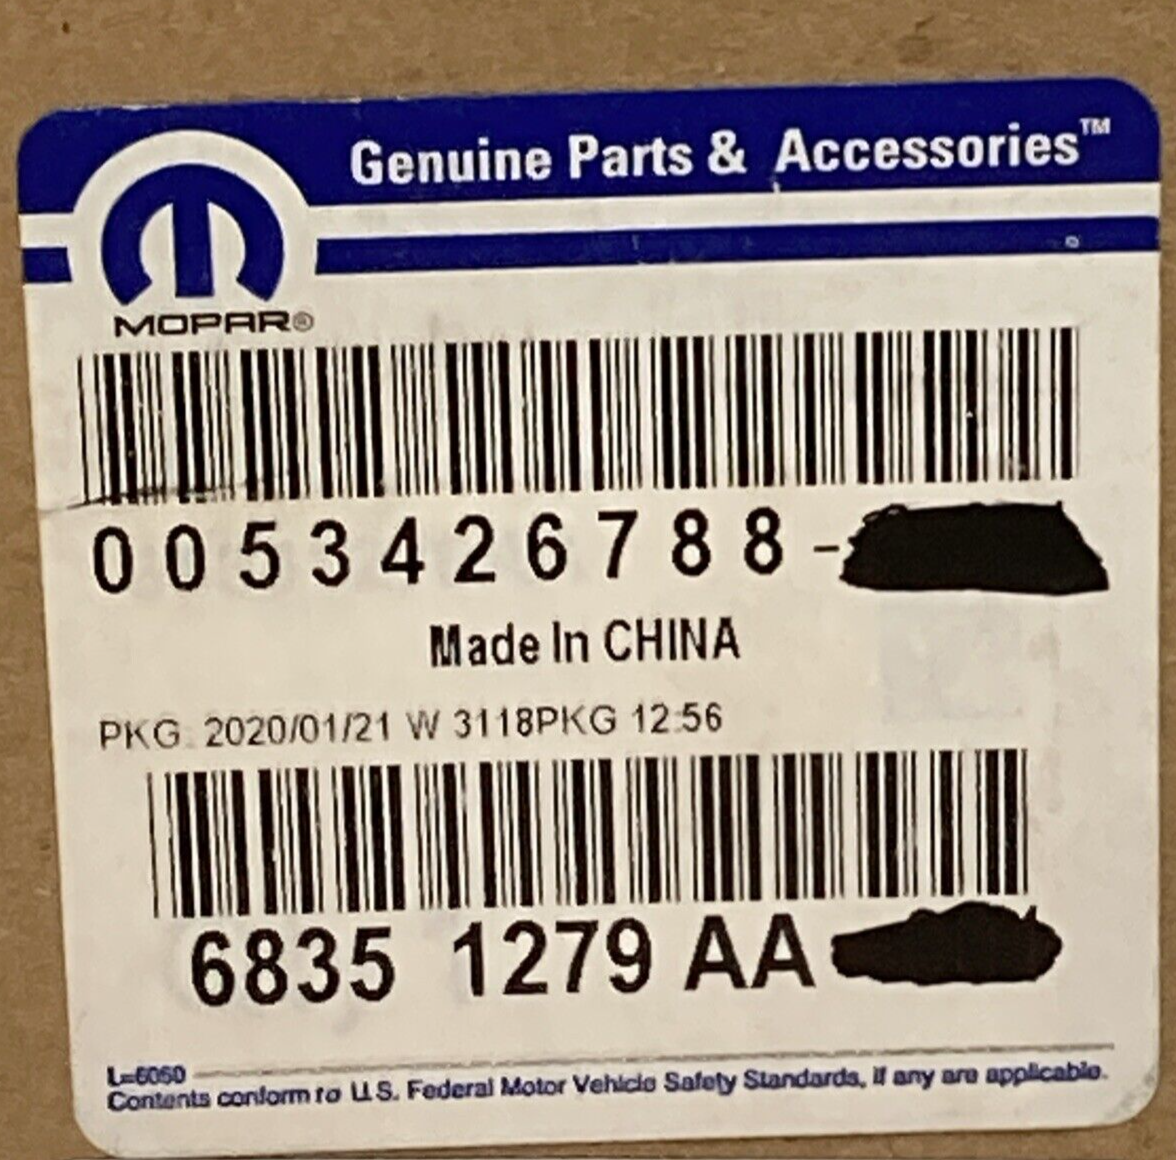 Genuine Parts & Accessories™
MOPAR®
0053426788-
Made In CHINA
PKG: 2020/01/21 W 3118PKG 12:56
6835 1279 AA
L=6060
Contents conform to U.S. Federal Motor Vehicle Safety Standards, if any are applicable.